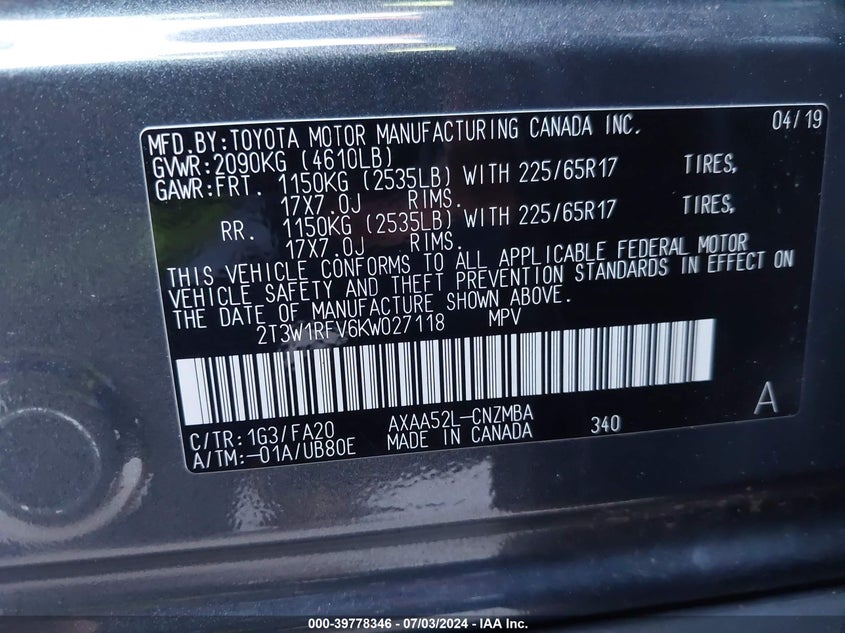 MFD.BY:TOYOTA MOTOR MANUFACTURING CANADA INC. 04/19
GVWR:2090KG (4610LB)
GAWR:FRT. 1150KG (2535LB) WITH 225/65R17 TIRES,
17X7.0J RIMS.
RR. 1150KG (2535LB) WITH 225/65R17 TIRES,
17X7.0J RIMS.
THIS VEHICLE CONFORMS TO ALL APPLICABLE FEDERAL MOTOR
VEHICLE SAFETY AND THEFT PREVENTION STANDARDS IN EFFECT ON
THE DATE OF MANUFACTURE SHOWN ABOVE.
2T3W1RFV6KW027118 MPV
C/TR:1G3/FA20 AXAA52L-CNZMBA A
A/TM:-01A/UB80E MADE IN CANADA 340
000-39778346 — 07/03/2024 — IAA Inc.